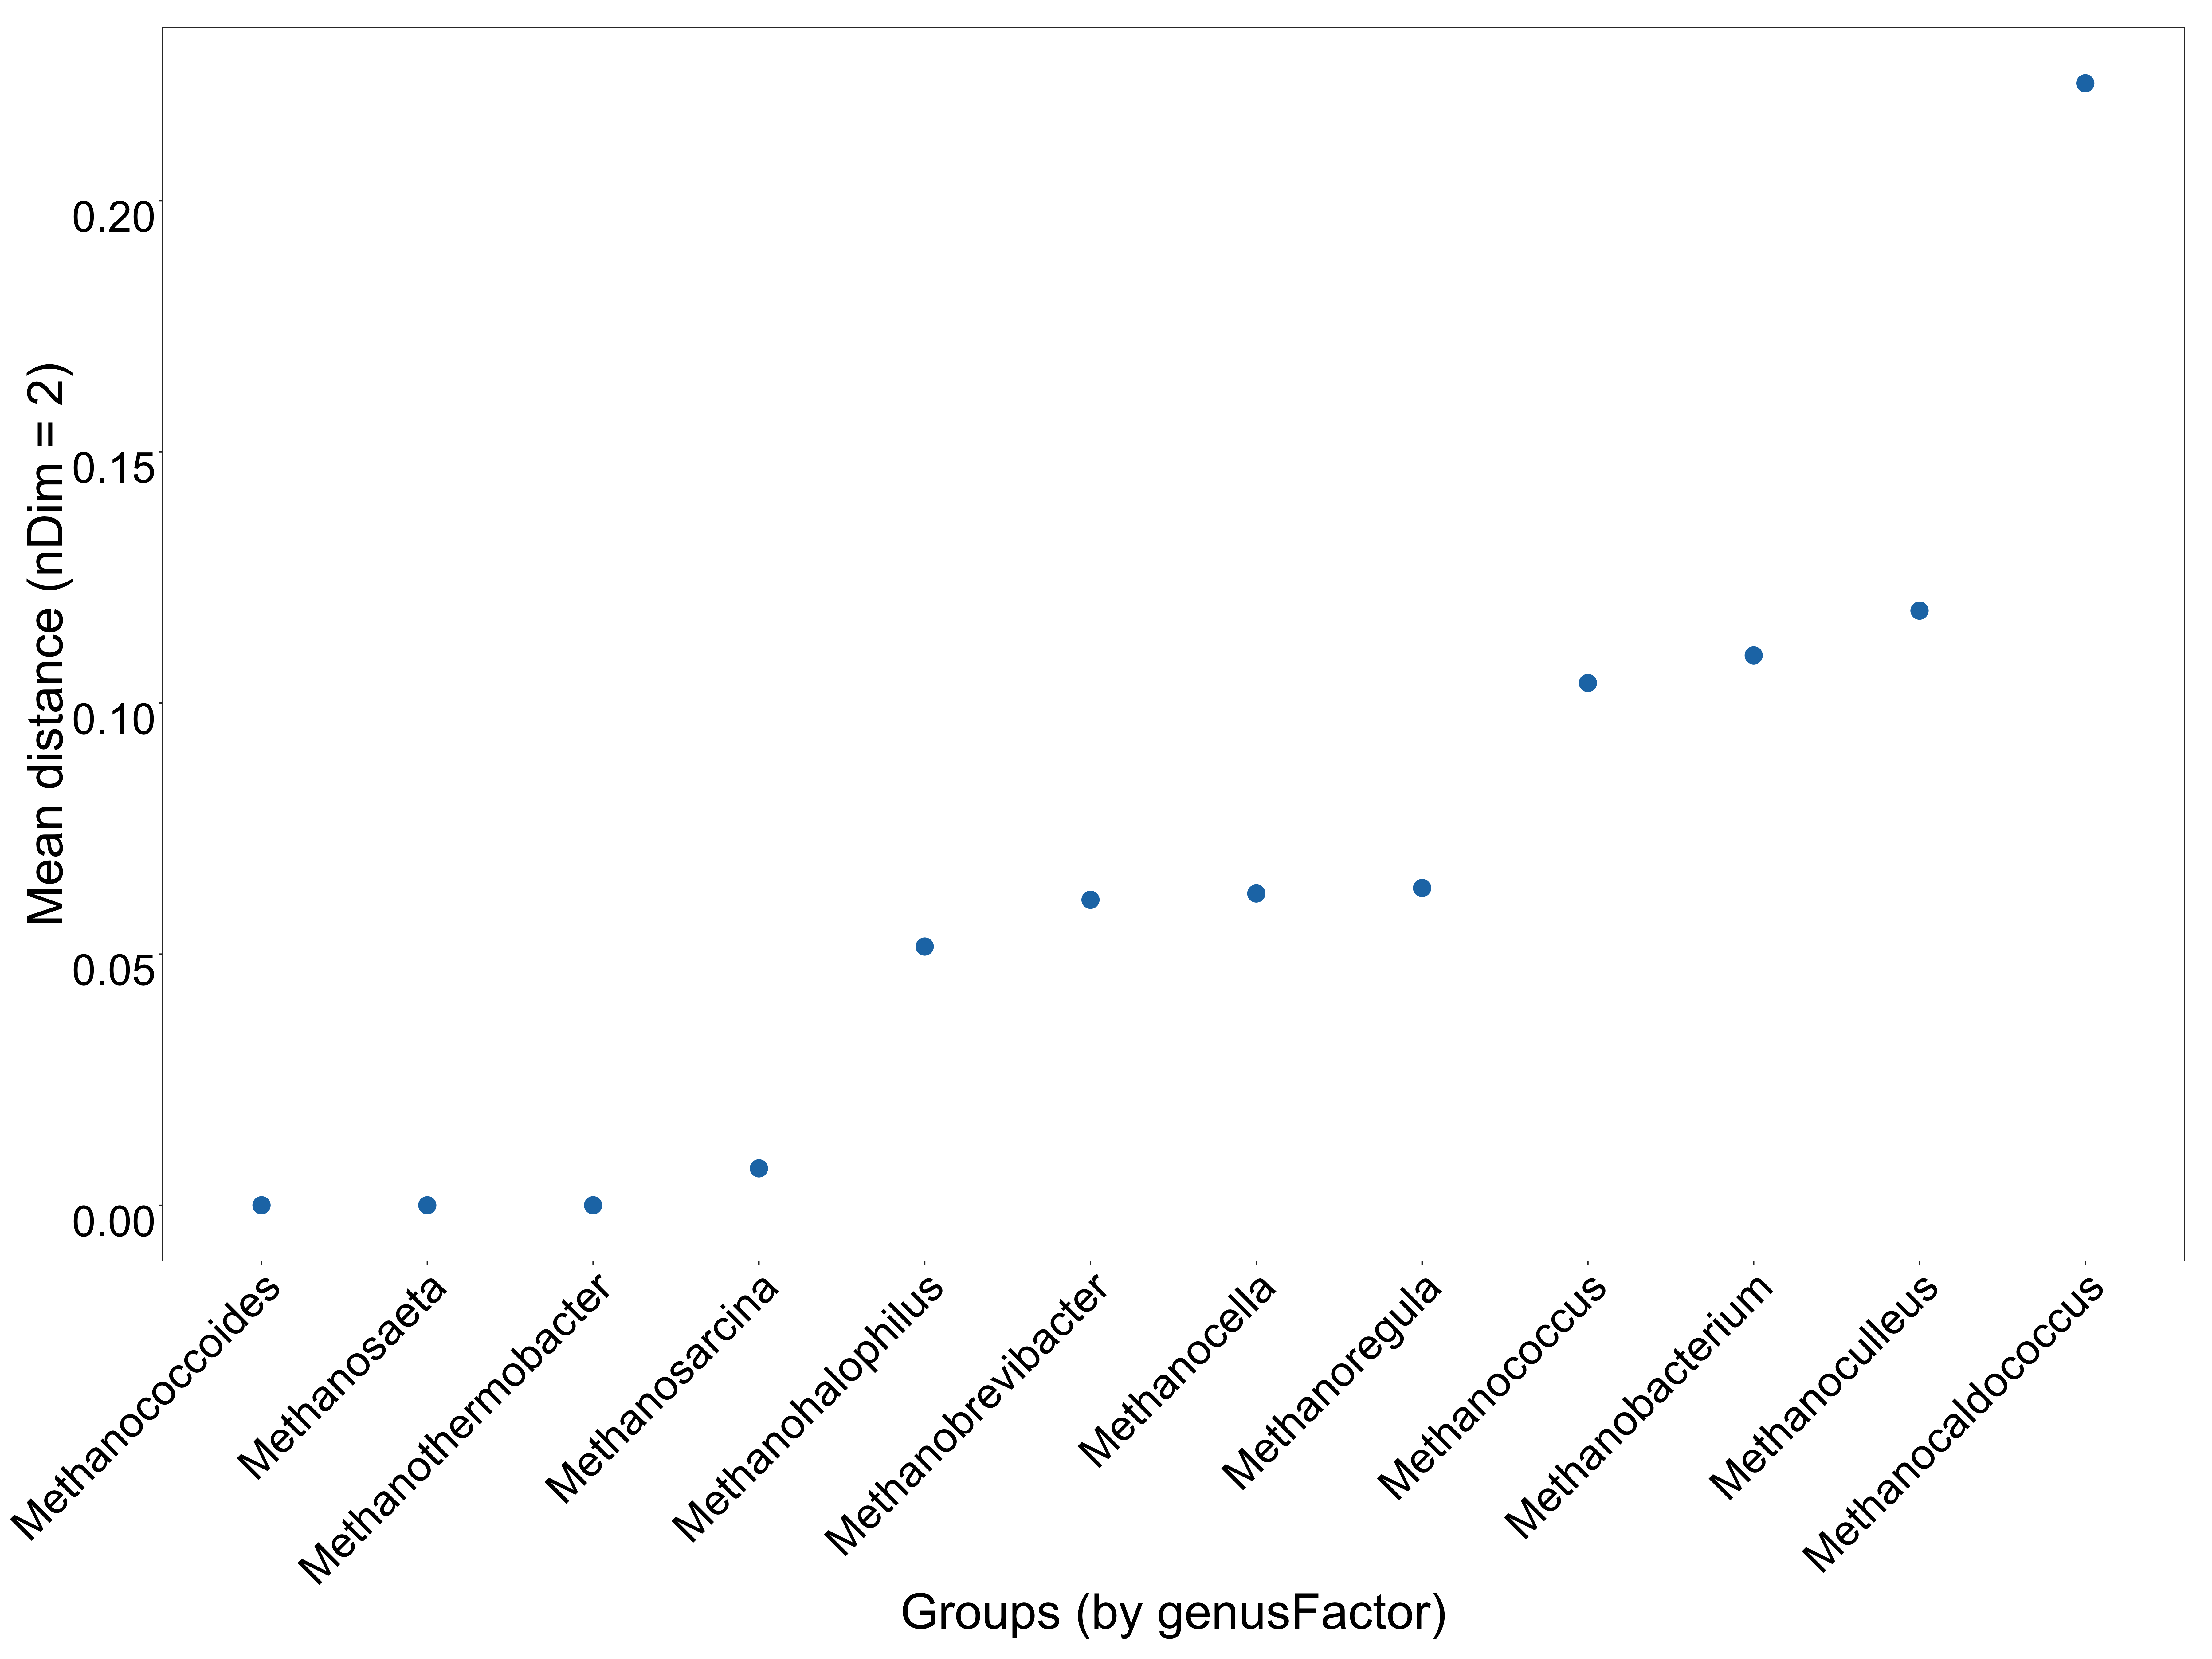 Mean distance (nDim = 2)
0.20
0.15
0.10
0.05
0.00
Methanococcoides
Methanosaeta
Methanothermobacter
Methanosarcina
Methanohalophilus
Methanobrevibacter
Methanocella
Methanoregula
Methanococcus
Methanobacterium
Methanoculleus
Methanocaldococcus
Groups (by genusFactor)